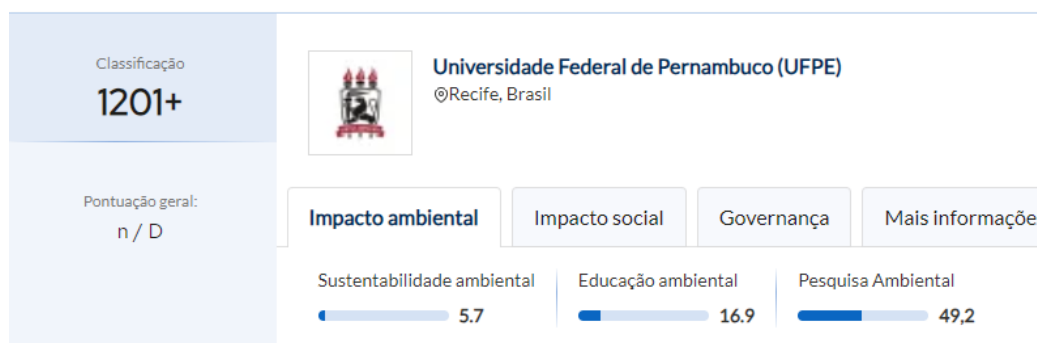 Classificação
1201+
Universidade Federal de Pernambuco (UFPE)
Recife, Brasil
Pontuação geral:
n / D
Impacto ambiental
Impacto social
Governança
Mais informaçõe
Sustentabilidade ambiental
5.7
Educação ambiental
16.9
Pesquisa Ambiental
49,2